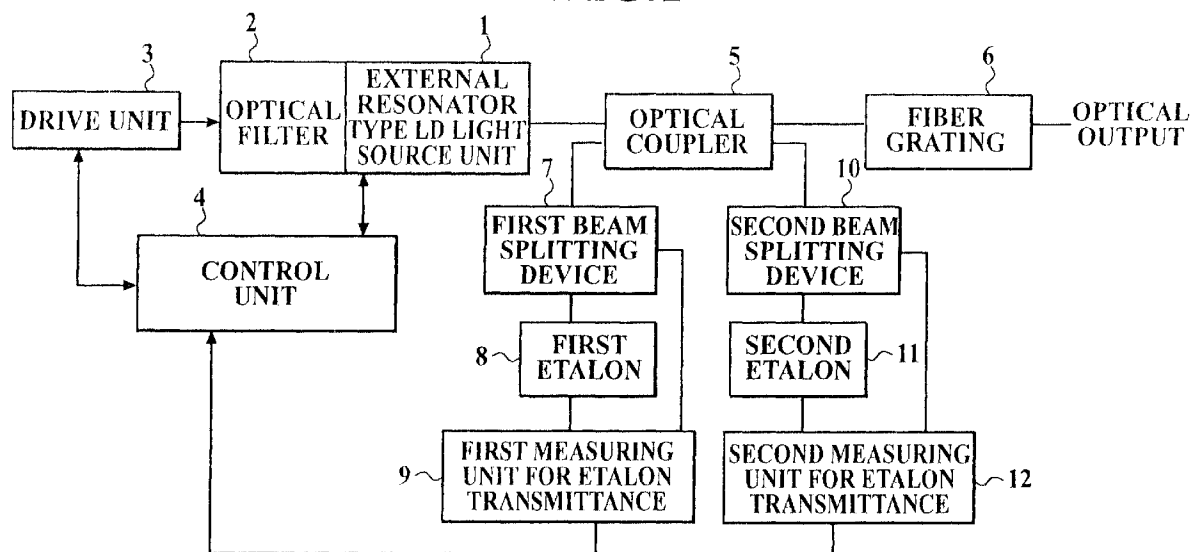 2
1
3
5
6
DRIVE UNIT
OPTICAL
FILTER
EXTERNAL
RESONATOR
TYPE LD LIGHT
SOURCE UNIT
OPTICAL
COUPLER
FIBER
GRATING
OPTICAL
OUTPUT
4
CONTROL
UNIT
7
FIRST BEAM
SPLITTING
DEVICE
10
SECOND BEAM
SPLITTING
DEVICE
8
FIRST
ETALON
SECOND
ETALON
11
9
FIRST MEASURING
UNIT FOR ETALON
TRANSMITTANCE
SECOND MEASURING
UNIT FOR ETALON
TRANSMITTANCE
12